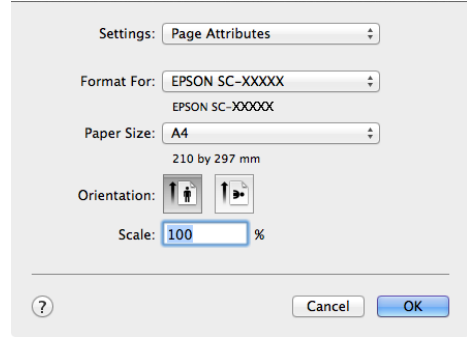 Settings: Page Attributes
Format For: EPSON SC-XXXXX
EPSON SC-XXXXX
Paper Size: A4
210 by 297 mm
Orientation:
Scale: 100 %
? Cancel OK